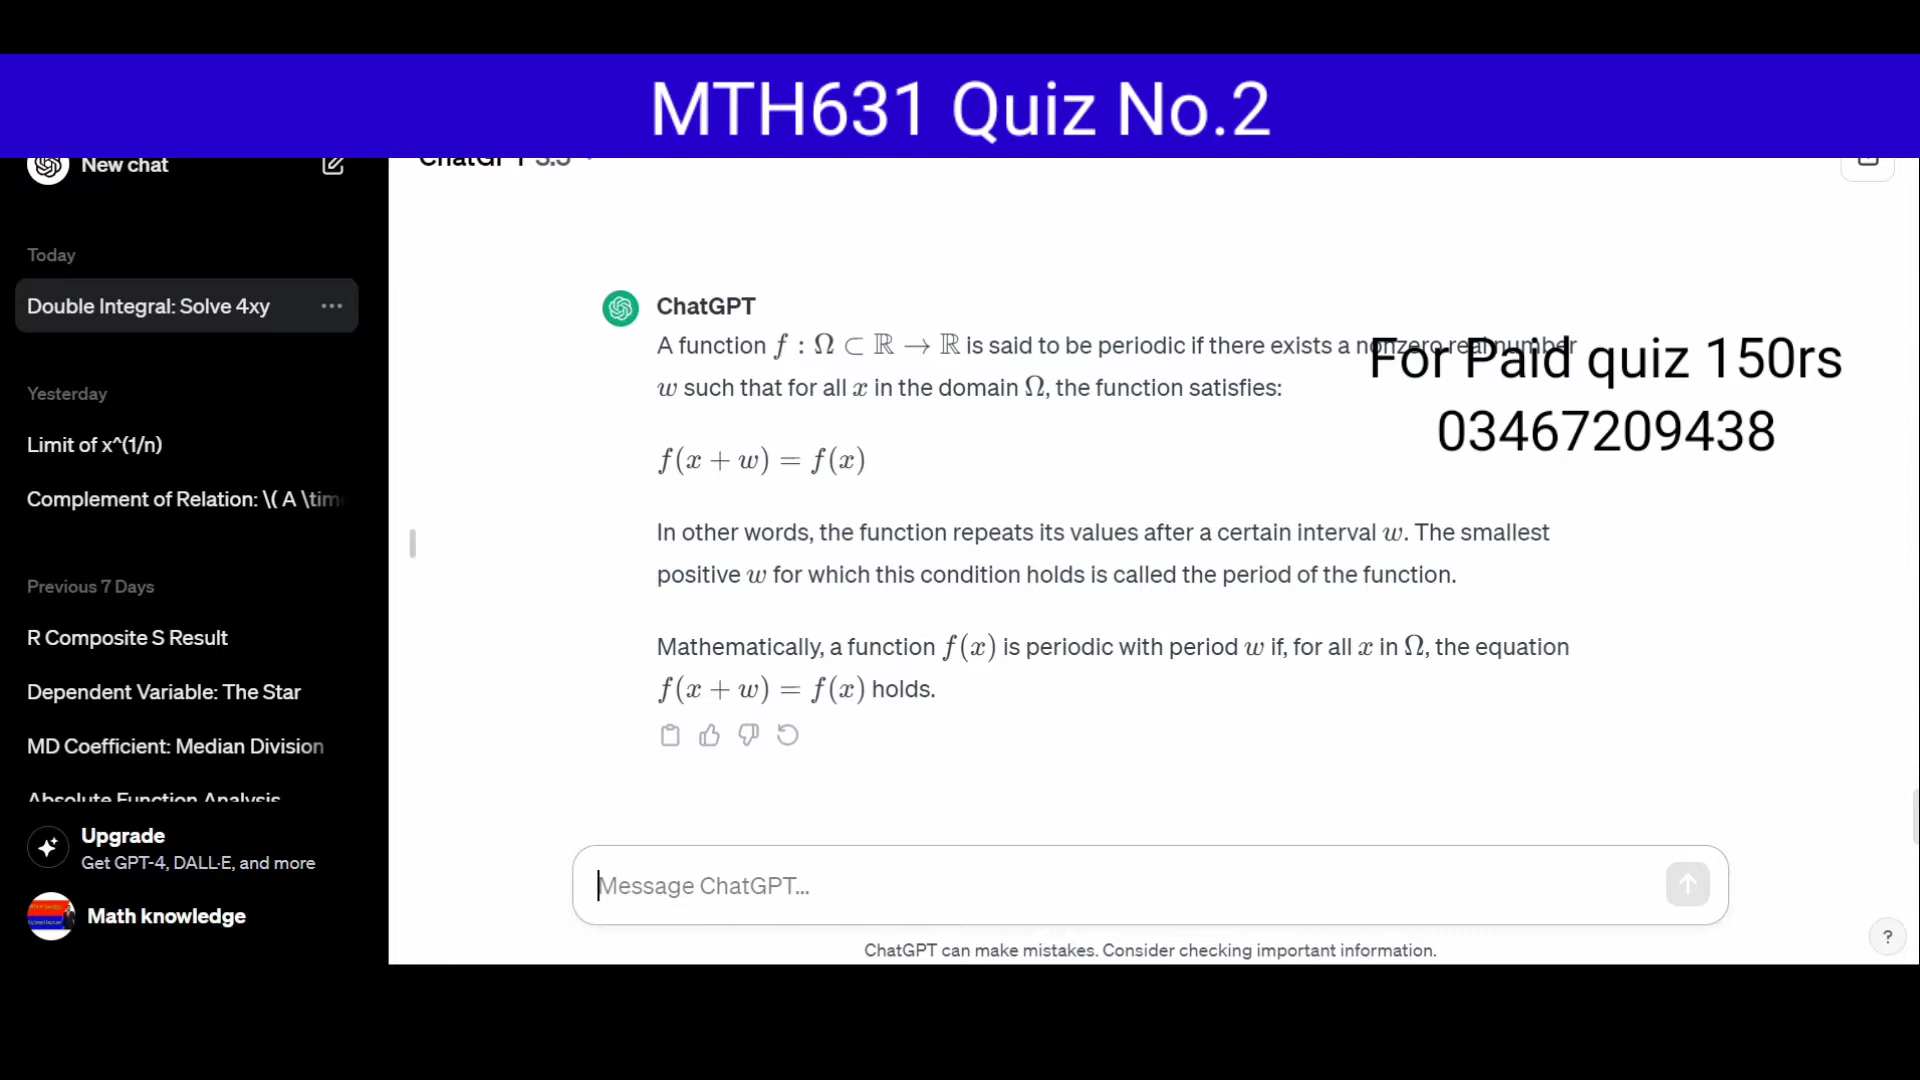 MTH631 Quiz No.2
New chat
Today
Double Integral: Solve 4xy
Yesterday
Limit of x^(1/n)
Complement of Relation: \( A \tim
Previous 7 Days
R Composite S Result
Dependent Variable: The Star
MD Coefficient: Median Division
Absolute Function Analysis
Upgrade
Get GPT-4, DALL·E, and more
Math knowledge
ChatGPT 3.5
ChatGPT
A function f : Ω ⊂ ℝ → ℝ is said to be periodic if there exists a nonzero real number
w such that for all x in the domain Ω, the function satisfies:
f(x + w) = f(x)
In other words, the function repeats its values after a certain interval w. The smallest
positive w for which this condition holds is called the period of the function.
Mathematically, a function f(x) is periodic with period w if, for all x in Ω, the equation
f(x + w) = f(x) holds.
For Paid quiz 150rs
03467209438
Message ChatGPT...
ChatGPT can make mistakes. Consider checking important information.
?